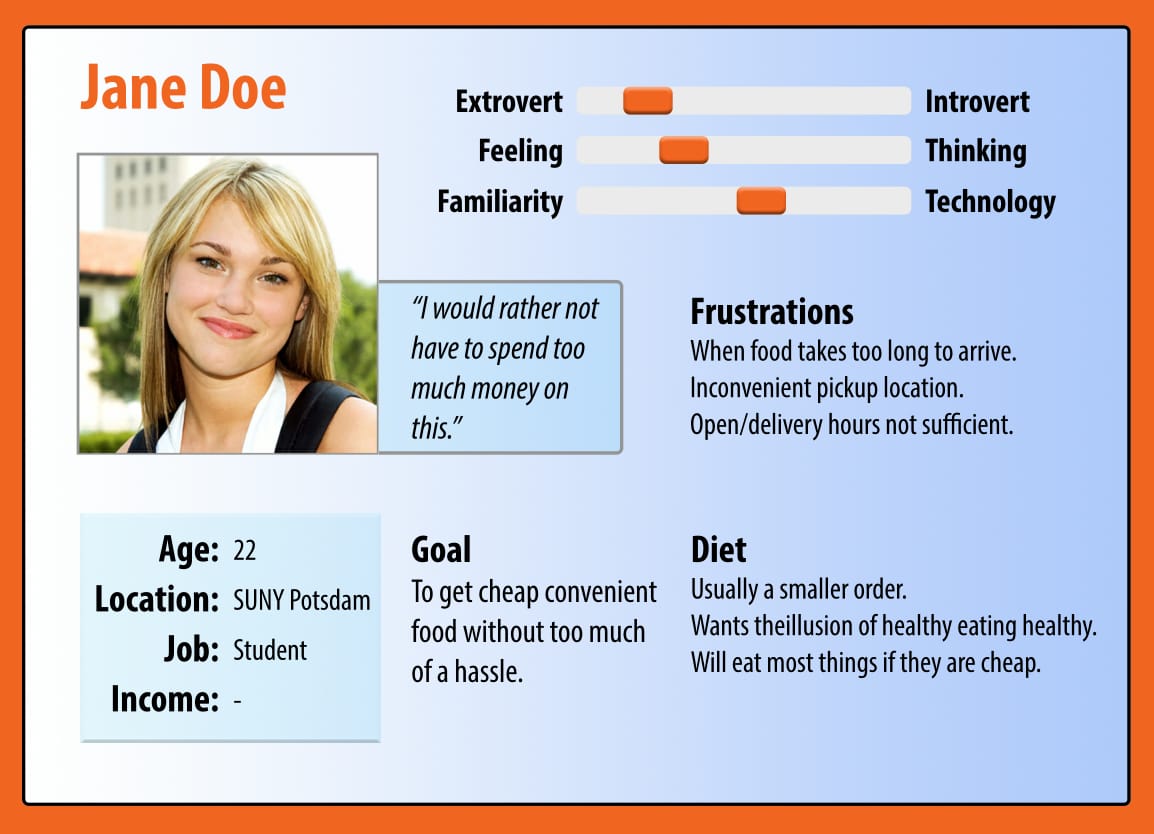 Jane Doe
Extrovert Introvert
Feeling Thinking
Familiarity Technology
“I would rather not
have to spend too
much money on
this.”
Frustrations
When food takes too long to arrive.
Inconvenient pickup location.
Open/delivery hours not sufficient.
Age: 22
Location: SUNY Potsdam
Job: Student
Income: -
Goal
To get cheap convenient
food without too much
of a hassle.
Diet
Usually a smaller order.
Wants theillusion of healthy eating healthy.
Will eat most things if they are cheap.